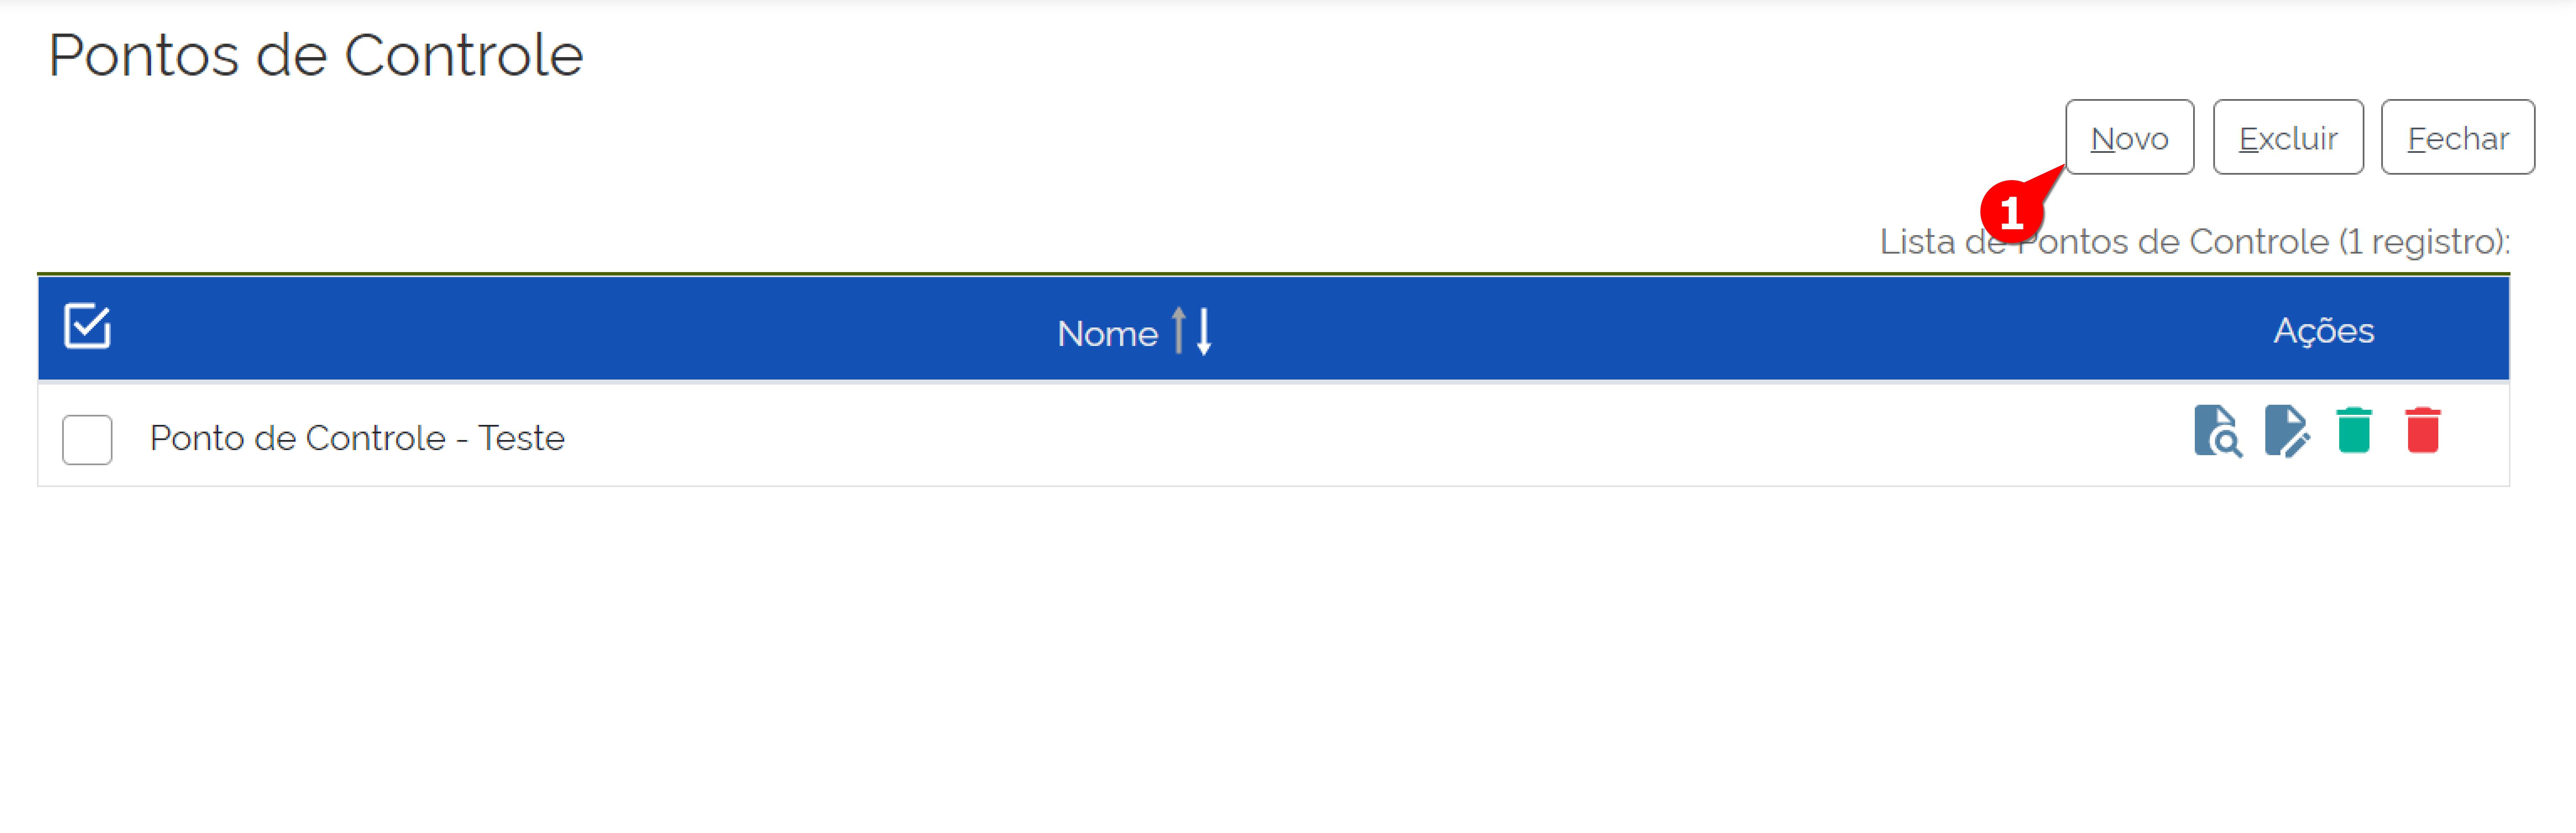 Pontos de Controle
Novo Excluir Fechar
1
Lista de Pontos de Controle (1 registro):
Nome Ações
Ponto de Controle - Teste